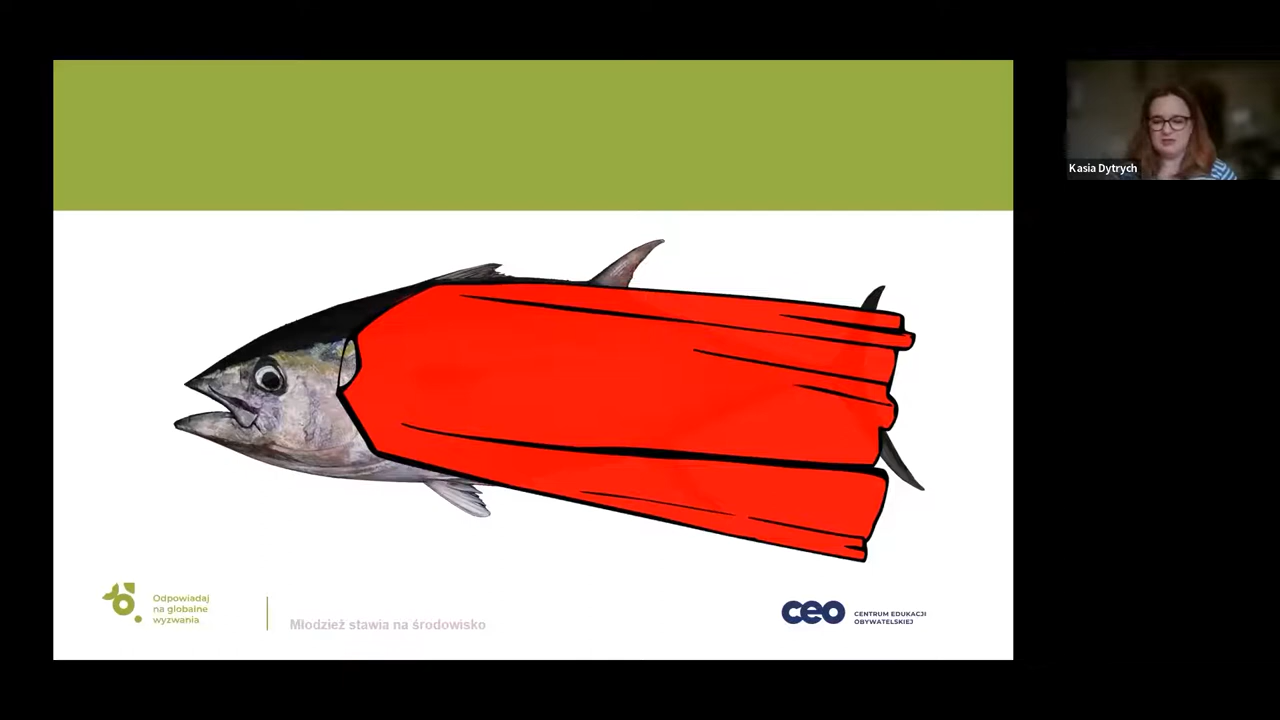 Kasia Dytrych
Odpowiadaj
na globalne
wyzwania
Młodzież stawia na środowisko
ceo
CENTRUM EDUKACJI
OBYWATELSKIEJ